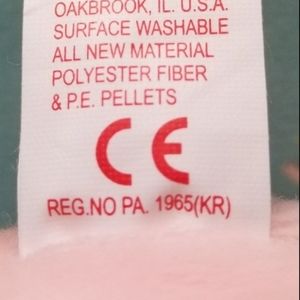 OAKBROOK, IL. U.S.A.
SURFACE WASHABLE
ALL NEW MATERIAL
POLYESTER FIBER
& P.E. PELLETS
CE
REG.NO PA. 1965(KR)